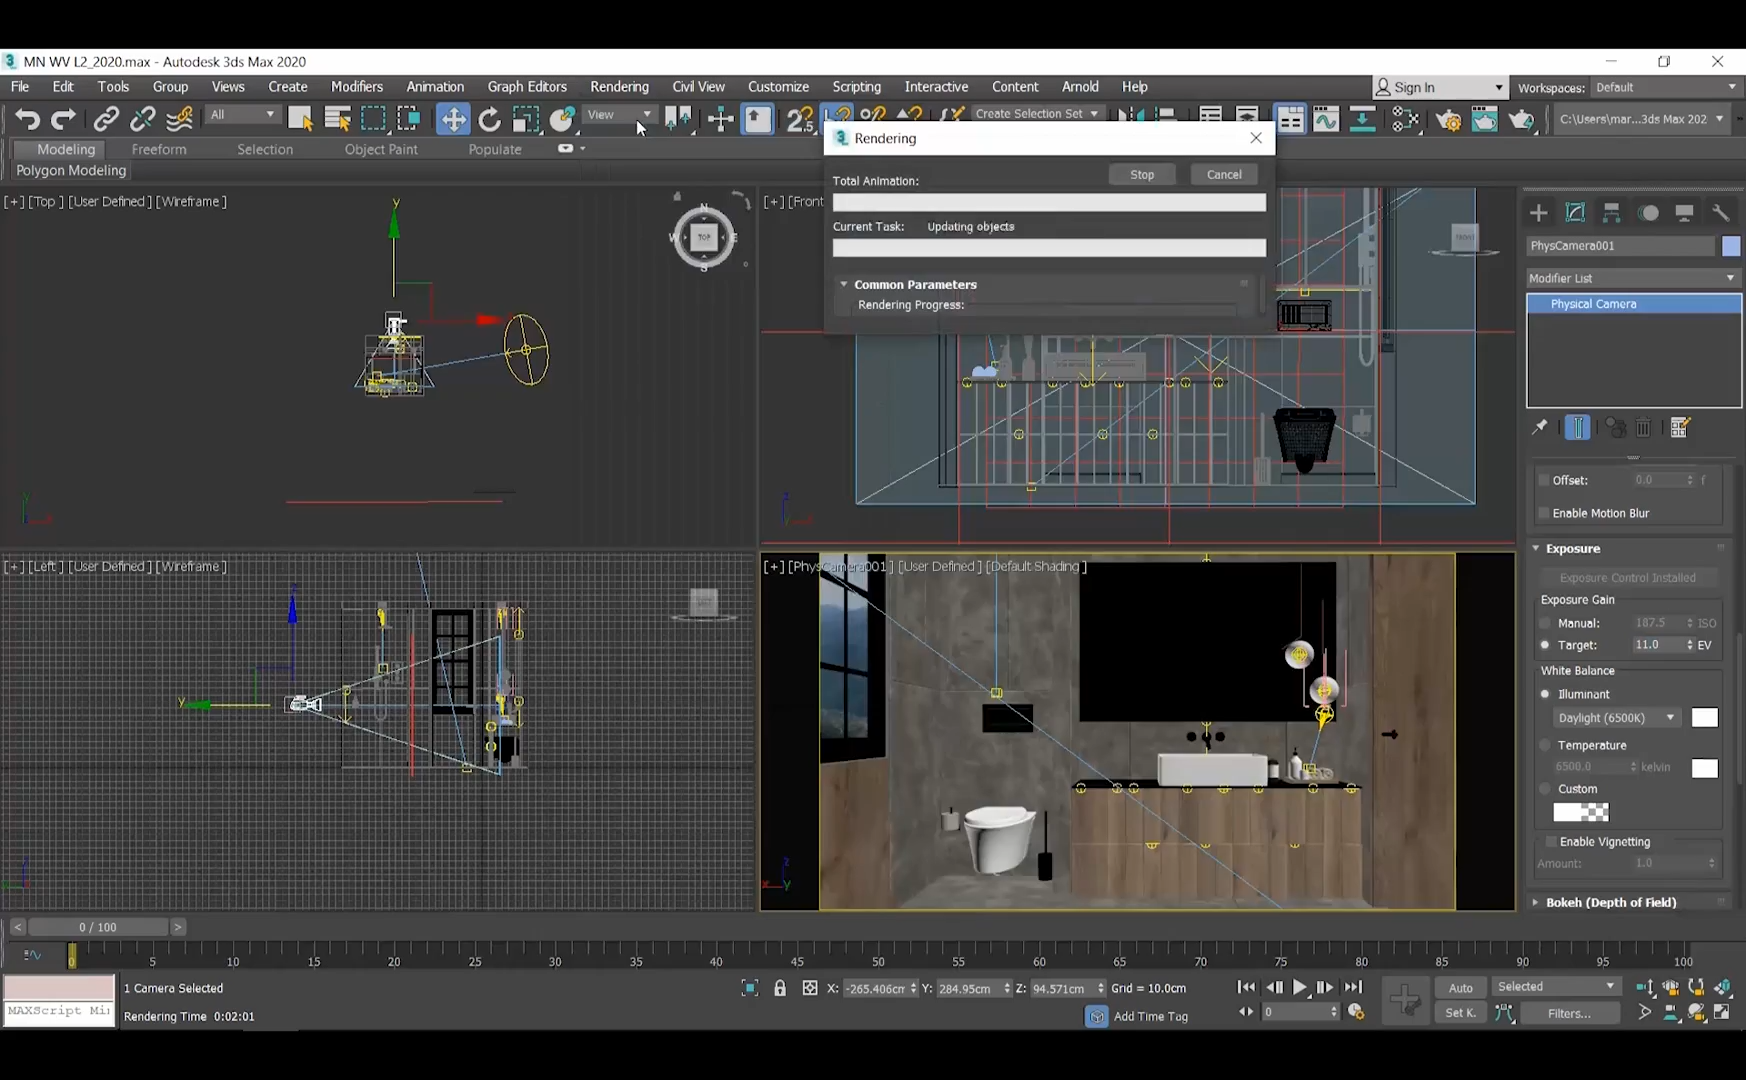 MN WV L2_2020.max - Autodesk 3ds Max 2020
File Edit Tools Group Views Create Modifiers Animation Graph Editors Rendering Civil View Customize Scripting Interactive Content Arnold Help
Sign In
Workspaces: Default
All
View
Create Selection Set
C:\Users\mar...3ds Max 202
Modeling Freeform Selection Object Paint Populate
Polygon Modeling
Rendering
Total Animation:
Stop
Cancel
Current Task: Updating objects
Common Parameters
Rendering Progress:
[+] [Top ] [User Defined ] [Wireframe ]
y
N
W TOP E
S
[+] [Front
FRONT
[+] [Left ] [User Defined ] [Wireframe ]
z
y
[+] [PhysCamera001 ] [User Defined ] [Default Shading ]
z
x y
PhysCamera001
Modifier List
Physical Camera
Offset: 0.0 f
Enable Motion Blur
Exposure
Exposure Control Installed
Exposure Gain
Manual: 187.5 ISO
Target: 11.0 EV
White Balance
Illuminant
Daylight (6500K)
Temperature
6500.0 kelvin
Custom
Enable Vignetting
Amount: 1.0
Bokeh (Depth of Field)
< 0 / 100 >
0 5 10 15 20 25 30 35 40 45 50 55 60 65 70 75 80 85 90 95 100
1 Camera Selected
X: -265.406cm Y: 284.95cm Z: 94.571cm Grid = 10.0cm
Auto
Selected
MAXScript Mi:
Rendering Time 0:02:01
Add Time Tag
0
Set K.
Filters...